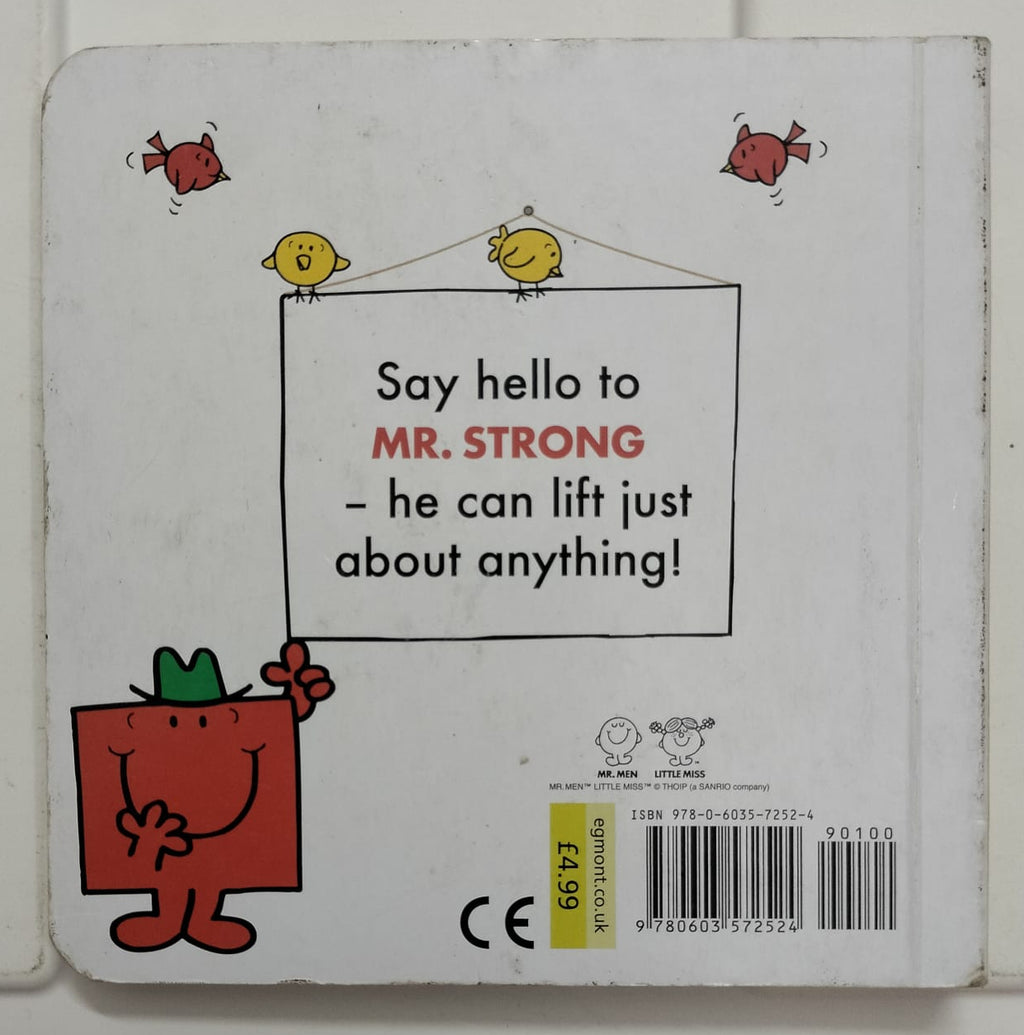 Say hello to
MR. STRONG
– he can lift just
about anything!
MR. MEN LITTLE MISS™
MR. MEN™ LITTLE MISS™ © THOIP (a SANRIO company)
egmont.co.uk
£4.99
ISBN 978-0-6035-7252-4
90100
9 780603 572524
CE